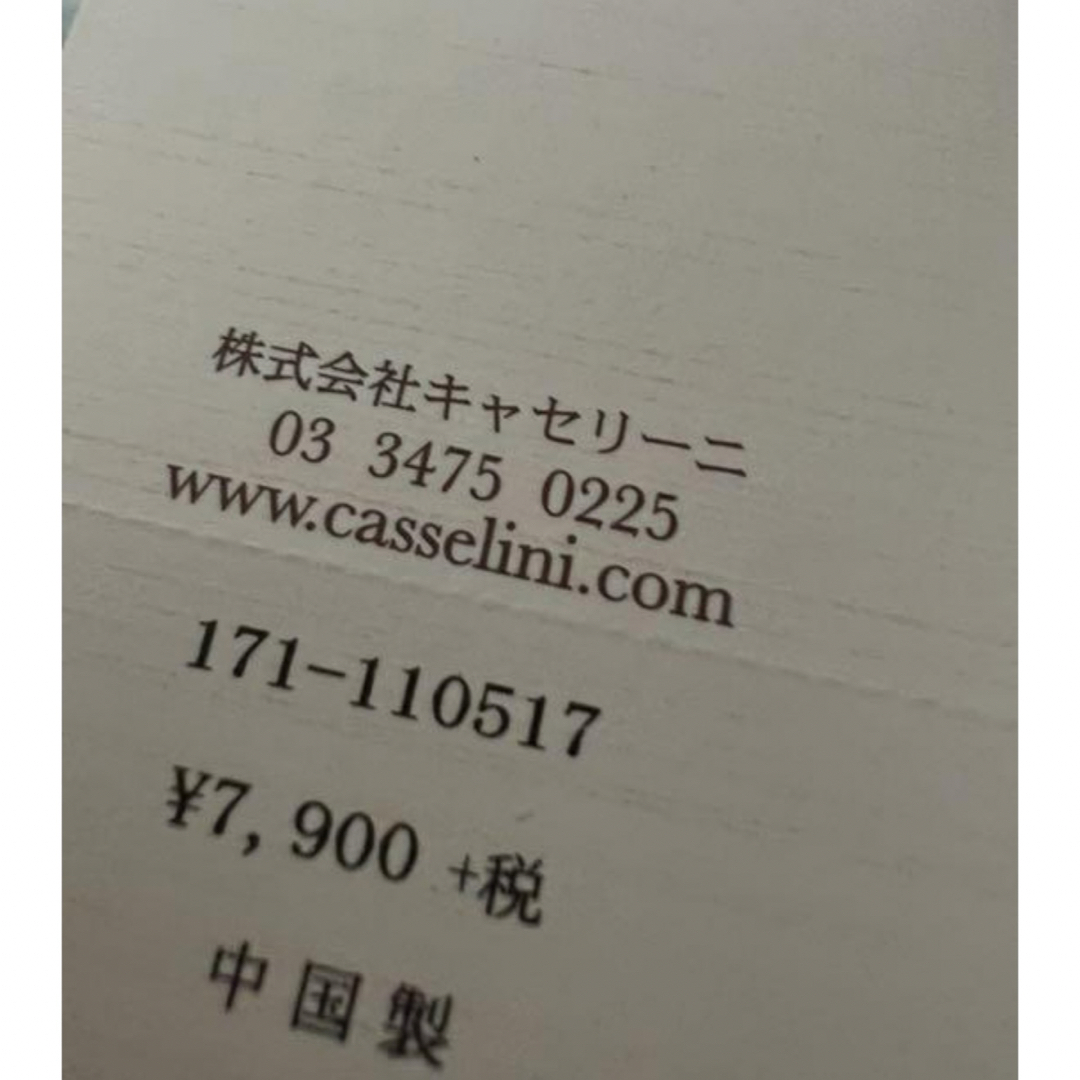 株式会社キャセリーニ
03 3475 0225
www.casselini.com
171-110517
¥7,900 +税
中国製